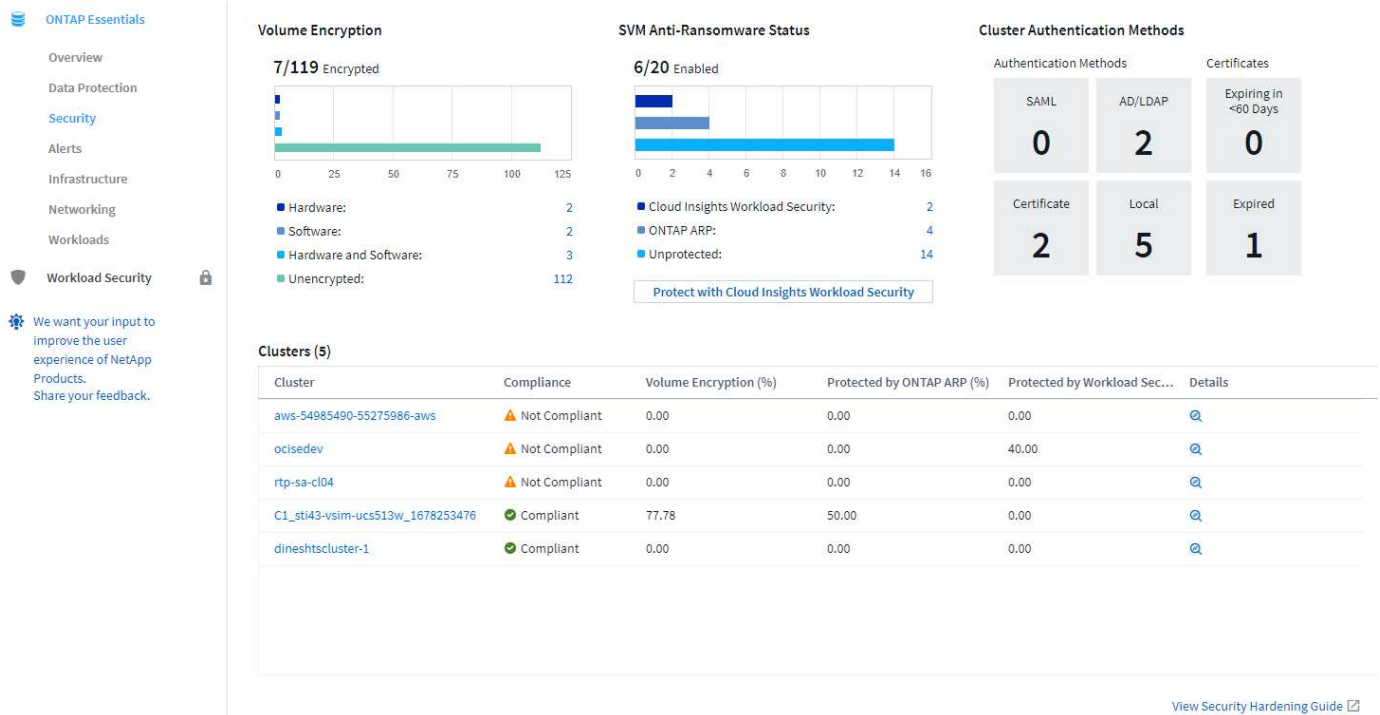 ONTAP Essentials
Overview
Data Protection
Security
Alerts
Infrastructure
Networking
Workloads
Workload Security
We want your input to
improve the user
experience of NetApp
Products.
Share your feedback.
Volume Encryption
7/119 Encrypted
0 25 50 75 100 125
Hardware: 2
Software: 2
Hardware and Software: 3
Unencrypted: 112
SVM Anti-Ransomware Status
6/20 Enabled
0 2 4 6 8 10 12 14 16
Cloud Insights Workload Security: 2
ONTAP ARP: 4
Unprotected: 14
Protect with Cloud Insights Workload Security
Cluster Authentication Methods
Authentication Methods Certificates
SAML AD/LDAP Expiring in
<60 Days
0 2 0
Certificate Local Expired
2 5 1
Clusters (5)
Cluster Compliance Volume Encryption (%) Protected by ONTAP ARP (%) Protected by Workload Sec... Details
aws-54985490-55275986-aws Not Compliant 0.00 0.00 0.00
ocisedev Not Compliant 0.00 0.00 40.00
rtp-sa-cl04 Not Compliant 0.00 0.00 0.00
C1_sti43-vsim-ucs513w_1678253476 Compliant 77.78 50.00 0.00
dineshtscluster-1 Compliant 0.00 0.00 0.00
View Security Hardening Guide